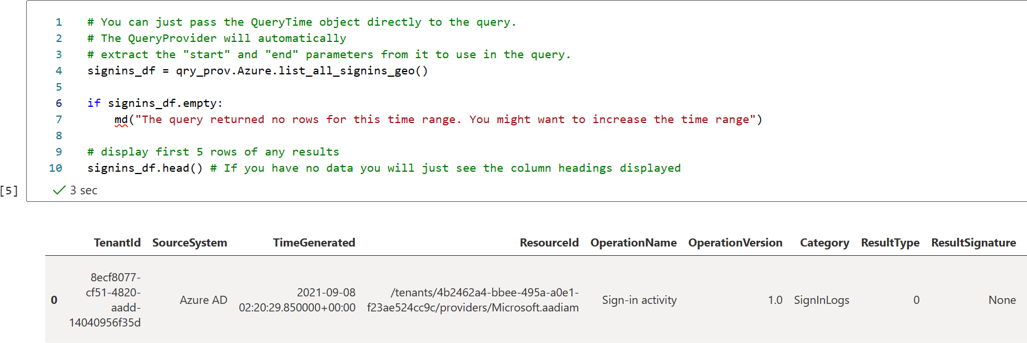 1 # You can just pass the QueryTime object directly to the query.
2 # The QueryProvider will automatically
3 # extract the "start" and "end" parameters from it to use in the query.
4 signins_df = qry_prov.Azure.list_all_signins_geo()
5
6 if signins_df.empty:
7 md("The query returned no rows for this time range. You might want to increase the time range")
8
9 # display first 5 rows of any results
10 signins_df.head() # If you have no data you will just see the column headings displayed
[5] ✓ 3 sec
TenantId SourceSystem TimeGenerated ResourceId OperationName OperationVersion Category ResultType ResultSignature
8ecf8077-
cf51-4820-
aadd-
14040956f35d
0 Azure AD
2021-09-08
02:20:29.850000+00:00
/tenants/4b2462a4-bbee-495a-a0e1-
f23ae524cc9c/providers/Microsoft.aadiam
Sign-in activity 1.0 SignInLogs 0 None